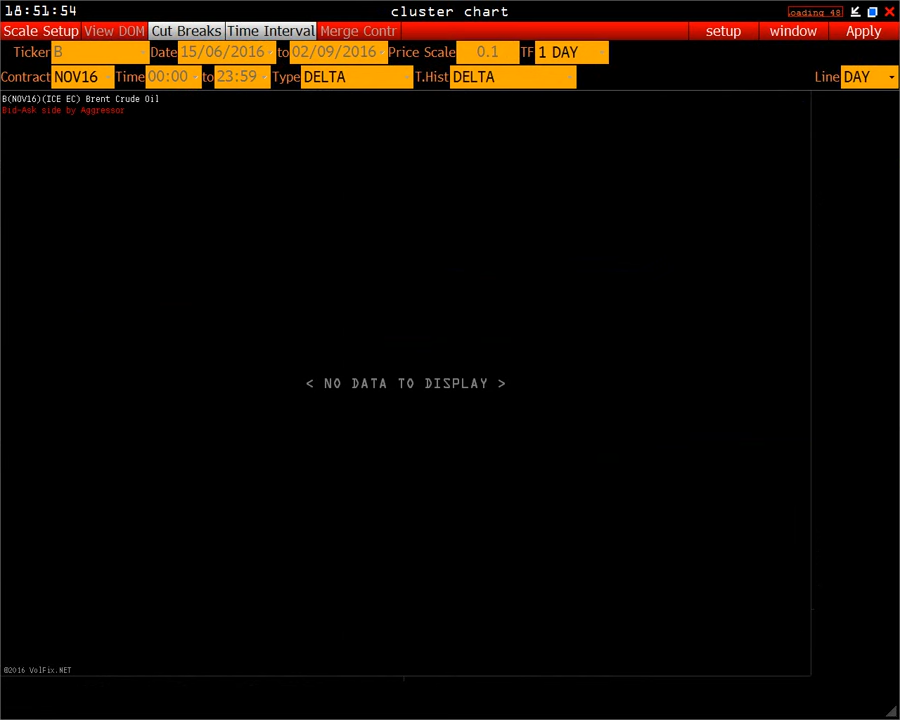 18:51:54 cluster chart oading 48
Scale Setup View DOM Cut Breaks Time Interval Merge Contr setup window Apply
Ticker B Date 15/06/2016 to 02/09/2016 Price Scale 0.1 TF 1 DAY
Contract NOV16 Time 00:00 to 23:59 Type DELTA T.Hist DELTA Line DAY
B(NOV16)(ICE EC) Brent Crude Oil
Bid-Ask side by Aggressor
< NO DATA TO DISPLAY >
©2016 VolFix.NET